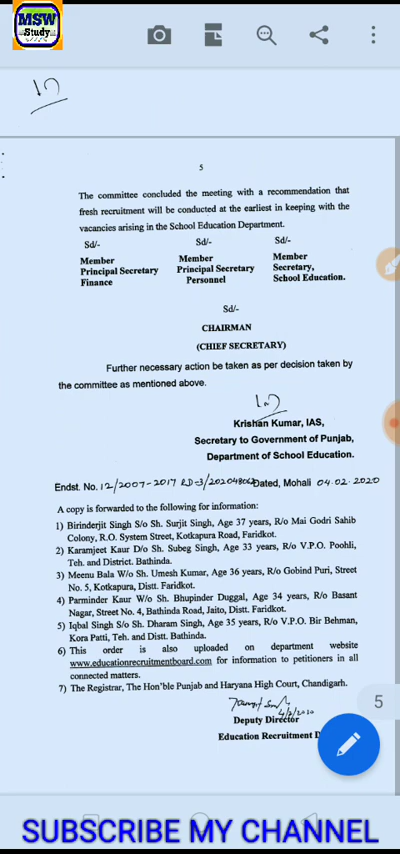 MSW
Study
5
The committee concluded the meeting with a recommendation that
fresh recruitment will be conducted at the earliest in keeping with the
vacancies arising in the School Education Department.
Sd/- Sd/- Sd/-
Member Member Member
Principal Secretary Principal Secretary Secretary,
Finance Personnel School Education.
Sd/-
CHAIRMAN
(CHIEF SECRETARY)
Further necessary action be taken as per decision taken by
the committee as mentioned above.
Krishan Kumar, IAS,
Secretary to Government of Punjab,
Department of School Education.
Endst. No. 12/2007-2017 Dated, Mohali 04.02.2020
A copy is forwarded to the following for information:
1) Birinderjit Singh S/o Sh. Surjit Singh, Age 37 years, R/o Mai Godri Sahib
Colony, R.O. System Street, Kotkapura Road, Faridkot.
2) Karamjeet Kaur D/o Sh. Subeg Singh, Age 33 years, R/o V.P.O. Poohli,
Teh. and District. Bathinda.
3) Meenu Bala W/o Sh. Umesh Kumar, Age 36 years, R/o Gobind Puri, Street
No. 5, Kotkapura, Distt. Faridkot.
4) Parminder Kaur W/o Sh. Bhupinder Duggal, Age 34 years, R/o Basant
Nagar, Street No. 4, Bathinda Road, Jaito, Distt. Faridkot.
5) Iqbal Singh S/o Sh. Dharam Singh, Age 35 years, R/o V.P.O. Bir Behman,
Kora Patti, Teh. and Distt. Bathinda.
6) This order is also uploaded on department website
www.educationrecruitmentboard.com for information to petitioners in all
connected matters.
7) The Registrar, The Hon'ble Punjab and Haryana High Court, Chandigarh.
4/2/2020
Deputy Director
Education Recruitment D
5
SUBSCRIBE MY CHANNEL